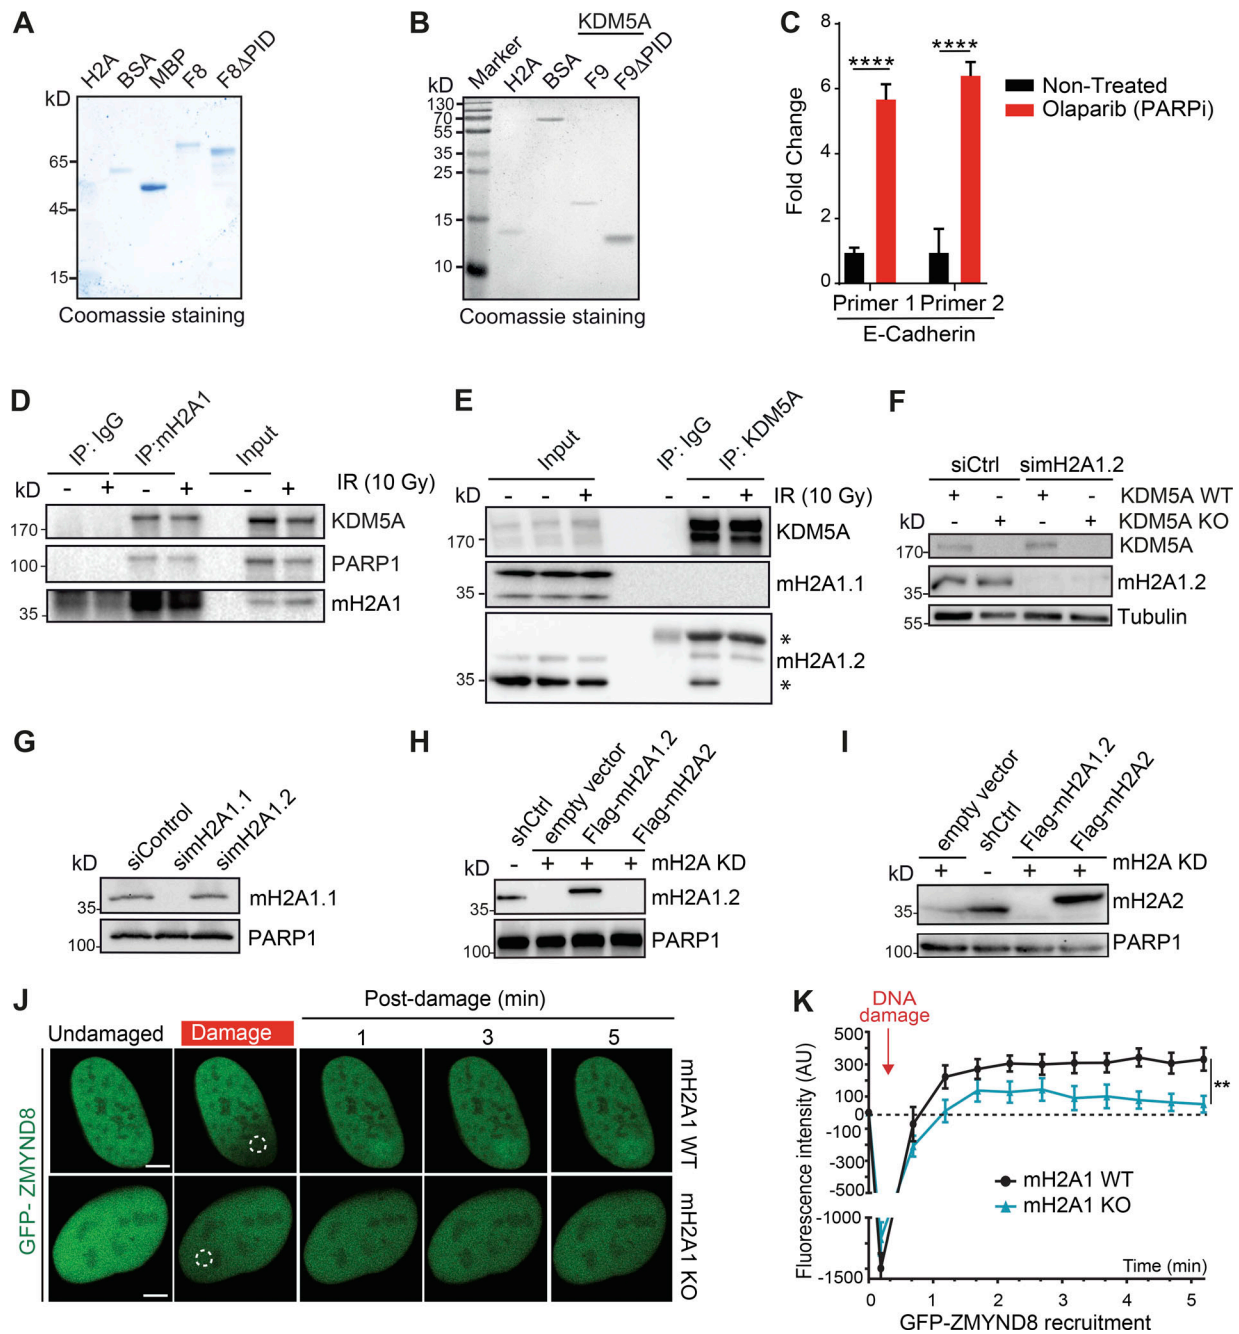 A
H2A BSA MBP F8 F8ΔPID
kD
65
45
15
Coomassie staining
B
KDM5A
Marker H2A BSA F9 F9ΔPID
kD
130
70
55
35
25
15
10
Coomassie staining
C
Fold Change
8
6
4
2
0
**** ****
Non-Treated
Olaparib (PARPi)
Primer 1 Primer 2
E-Cadherin
D
IP: IgG IP:mH2A1 Input
kD - + - + - + IR (10 Gy)
170 KDM5A
100 PARP1
35 mH2A1
E
Input IP: IgG IP: KDM5A
kD - - + - - + IR (10 Gy)
170 KDM5A
35 mH2A1.1
*
mH2A1.2
35 *
F
siCtrl simH2A1.2
+ - + - KDM5A WT
kD - + - + KDM5A KO
170 KDM5A
35 mH2A1.2
55 Tubulin
G
siControl simH2A1.1 simH2A1.2
kD
35 mH2A1.1
100 PARP1
H
shCtrl empty vector Flag-mH2A1.2 Flag-mH2A2
kD - + + + mH2A KD
35 mH2A1.2
100 PARP1
I
empty vector shCtrl Flag-mH2A1.2 Flag-mH2A2
kD + - + + mH2A KD
35 mH2A2
100 PARP1
J
Post-damage (min)
Undamaged Damage 1 3 5
GFP- ZMYND8
mH2A1 WT
mH2A1 KO
K
DNA
damage
Fluorescence intensity (AU)
500
300
100
0
-100
-300
-500
-1000
-1500
**
mH2A1 WT
mH2A1 KO
Time (min)
0 1 2 3 4 5
GFP-ZMYND8 recruitment